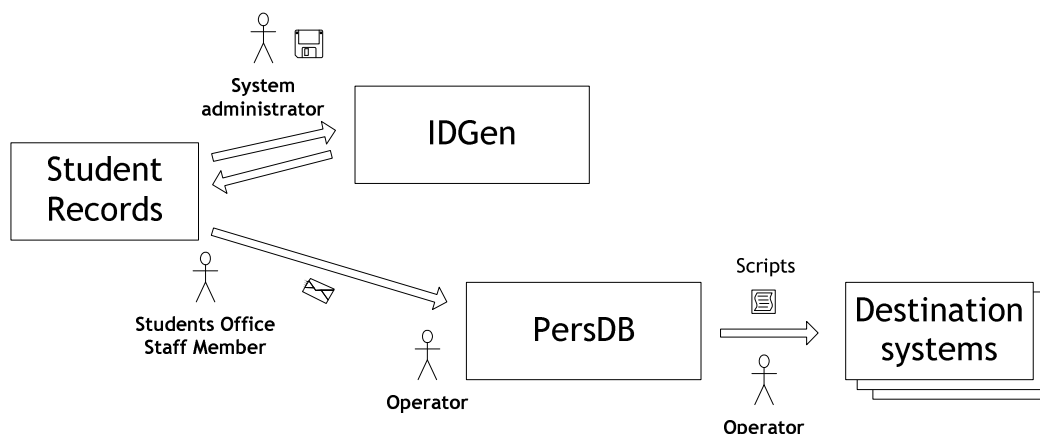 System
administrator
IDGen
Student
Records
Students Office
Staff Member
Scripts
PersDB
Destination
systems
Operator
Operator